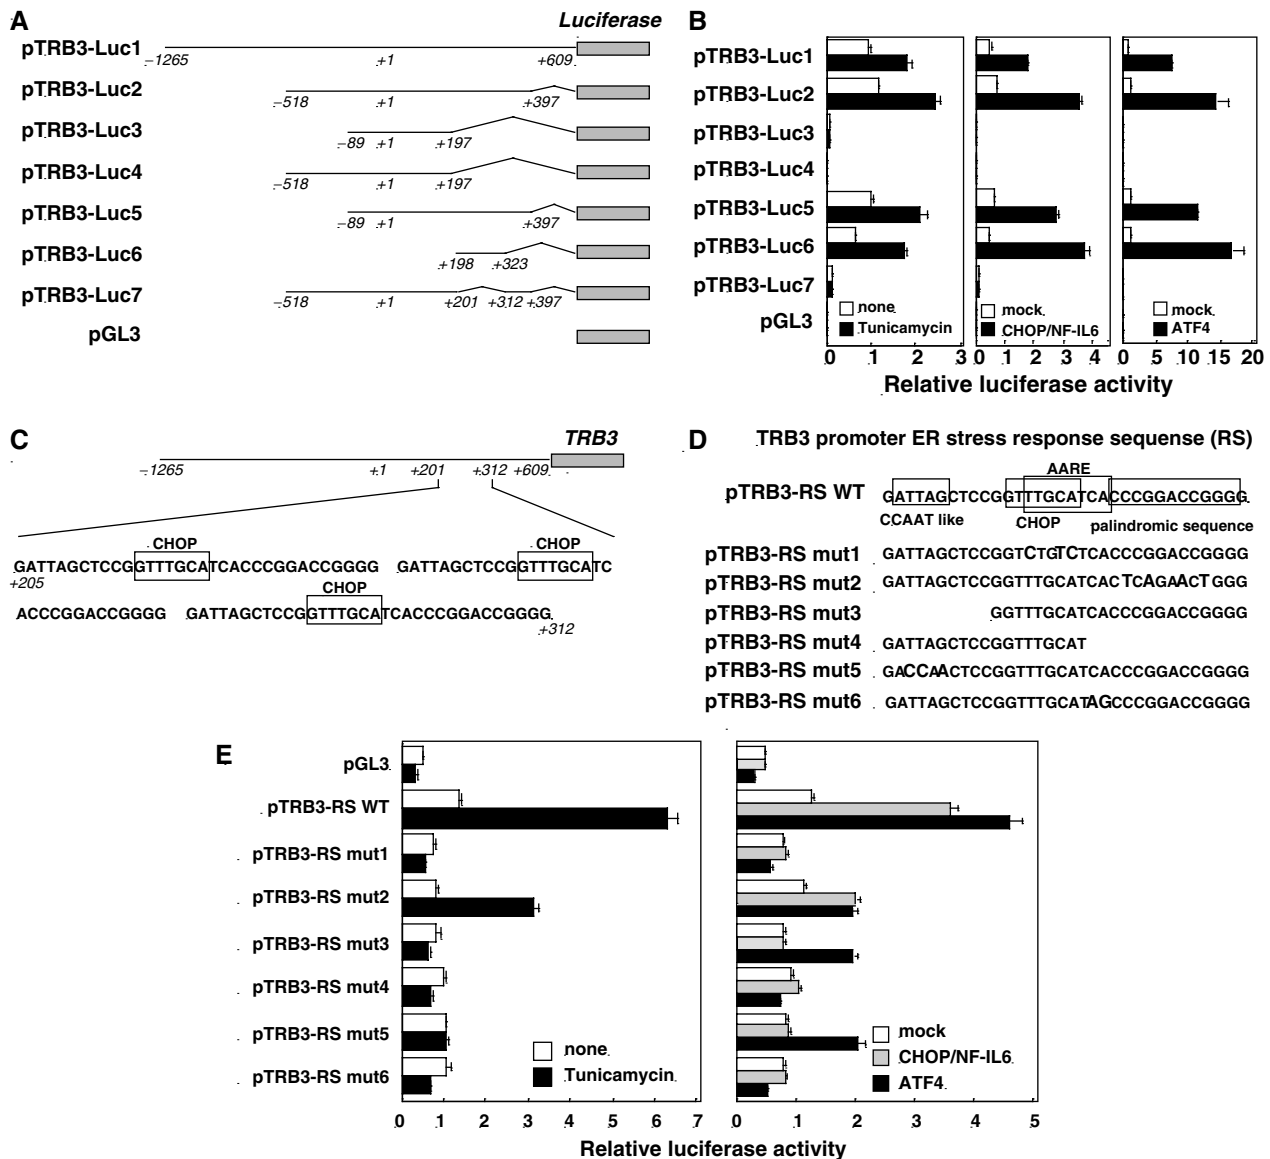 A
Luciferase
pTRB3-Luc1
−1265
+1
+609
pTRB3-Luc2
−518
+1
+397
pTRB3-Luc3
−89
+1
+197
pTRB3-Luc4
−518
+1
+197
pTRB3-Luc5
−89
+1
+397
pTRB3-Luc6
+198
+323
pTRB3-Luc7
−518
+1
+201
+312
+397
pGL3
B
pTRB3-Luc1
pTRB3-Luc2
pTRB3-Luc3
pTRB3-Luc4
pTRB3-Luc5
pTRB3-Luc6
pTRB3-Luc7
pGL3
none
Tunicamycin
mock
CHOP/NF-IL6
mock
ATF4
0 1 2 3
0 1 2 3 4
0 5 10 15 20
Relative luciferase activity
C
TRB3
−1265
+1
+201
+312
+609
CHOP
CHOP
GATTAGCTCCGGTTTGCATCACCCGGACCGGGG GATTAGCTCCGGTTTGCATC
+205
CHOP
ACCCGGACCGGGG GATTAGCTCCGGTTTGCATCACCCGGACCGGGG
+312
D
TRB3 promoter ER stress response sequense (RS)
AARE
pTRB3-RS WT GATTAGCTCCGGTTTGCATCACCCGGACCGGGG
CCAAT like
CHOP
palindromic sequence
pTRB3-RS mut1 GATTAGCTCCGGTCTGTCTCACCCGGACCGGGG
pTRB3-RS mut2 GATTAGCTCCGGTTTGCATCACTCAGAACTGGG
pTRB3-RS mut3 GGTTTGCATCACCCGGACCGGGG
pTRB3-RS mut4 GATTAGCTCCGGTTTGCAT
pTRB3-RS mut5 GACCAACTCCGGTTTGCATCACCCGGACCGGGG
pTRB3-RS mut6 GATTAGCTCCGGTTTGCATAGCCCGGACCGGGG
E
pGL3
pTRB3-RS WT
pTRB3-RS mut1
pTRB3-RS mut2
pTRB3-RS mut3
pTRB3-RS mut4
pTRB3-RS mut5
pTRB3-RS mut6
none
Tunicamycin
mock
CHOP/NF-IL6
ATF4
0 1 2 3 4 5 6 7
0 1 2 3 4 5
Relative luciferase activity